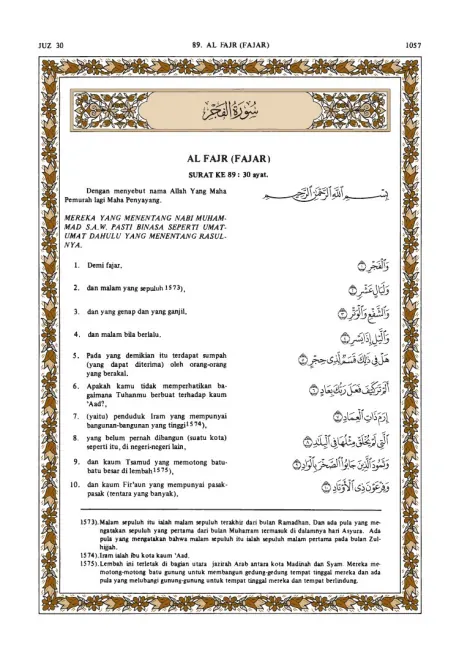 JUZ 30 89. AL FAJR (FAJAR) 1057
سُورَةُ الْفَجْرِ
AL FAJR (FAJAR)
SURAT KE 89 : 30 ayat.
Dengan menyebut nama Allah Yang Maha
Pemurah lagi Maha Penyayang.
بِسْمِ اللَّهِ الرَّحْمَٰنِ الرَّحِيمِ
MEREKA YANG MENENTANG NABI MUHAM-
MAD S.A.W. PASTI BINASA SEPERTI UMAT-
UMAT DAHULU YANG MENENTANG RASUL-
NYA.
1. Demi fajar,
وَالْفَجْرِ ①
2. dan malam yang sepuluh 1573),
وَلَيَالٍ عَشْرٍ ②
3. dan yang genap dan yang ganjil,
وَالشَّفْعِ وَالْوَتْرِ ③
4. dan malam bila berlalu.
وَاللَّيْلِ إِذَا يَسْرِ ④
5. Pada yang demikian itu terdapat sumpah
(yang dapat diterima) oleh orang-orang
yang berakal.
هَلْ فِي ذَٰلِكَ قَسَمٌ لِذِي حِجْرٍ ⑤
6. Apakah kamu tidak memperhatikan ba-
gaimana Tuhanmu berbuat terhadap kaum
'Aad?,
أَلَمْ تَرَ كَيْفَ فَعَلَ رَبُّكَ بِعَادٍ ⑥
7. (yaitu) penduduk Iram yang mempunyai
bangunan-bangunan yang tinggi1574),
إِرَمَ ذَاتِ الْعِمَادِ ⑦
8. yang belum pernah dibangun (suatu kota)
seperti itu, di negeri-negeri lain,
الَّتِي لَمْ يُخْلَقْ مِثْلُهَا فِي الْبِلَادِ ⑧
9. dan kaum Tsamud yang memotong batu-
batu besar di lembah1575),
وَثَمُودَ الَّذِينَ جَابُوا الصَّخْرَ بِالْوَادِ ⑨
10. dan kaum Fir'aun yang mempunyai pasak-
pasak (tentara yang banyak),
وَفِرْعَوْنَ ذِي الْأَوْتَادِ ⑩
1573).Malam sepuluh itu ialah malam sepuluh terakhir dari bulan Ramadhan. Dan ada pula yang me-
ngatakan sepuluh yang pertama dari bulan Muharram termasuk di dalamnya hari Asyura. Ada
pula yang mengatakan bahwa malam sepuluh itu ialah sepuluh malam pertama pada bulan Zul-
hijjah.
1574).Iram ialah ibu kota kaum 'Aad.
1575).Lembah ini terletak di bagian utara jazirah Arab antara kota Madinah dan Syam. Mereka me-
motong-motong batu gunung untuk membangun gedung-gedung tempat tinggal mereka dan ada
pula yang melubangi gunung-gunung untuk tempat tinggal mereka dan tempat berlindung.